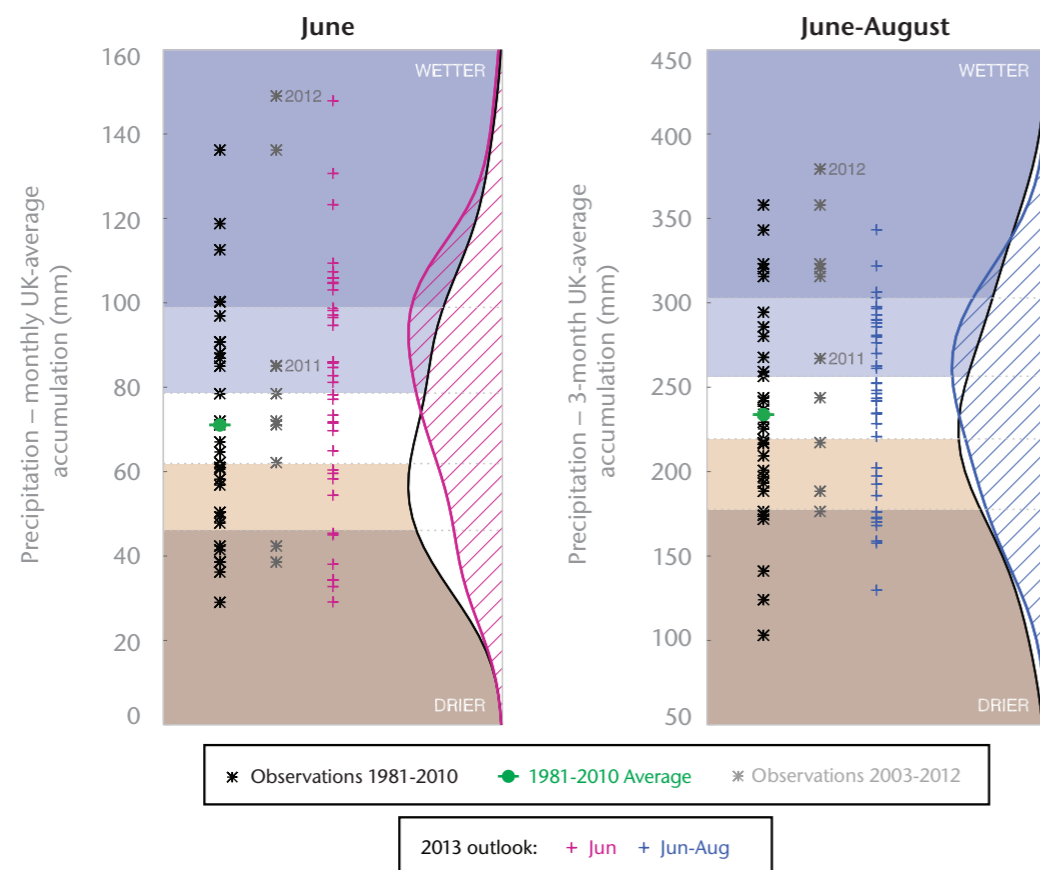 June
Precipitation – monthly UK-average
accumulation (mm)
160
140
120
100
80
60
40
20
0
WETTER
2012
2011
DRIER
June-August
Precipitation – 3-month UK-average
accumulation (mm)
450
400
350
300
250
200
150
100
50
WETTER
2012
2011
DRIER
Observations 1981-2010 1981-2010 Average Observations 2003-2012
2013 outlook: + Jun + Jun-Aug